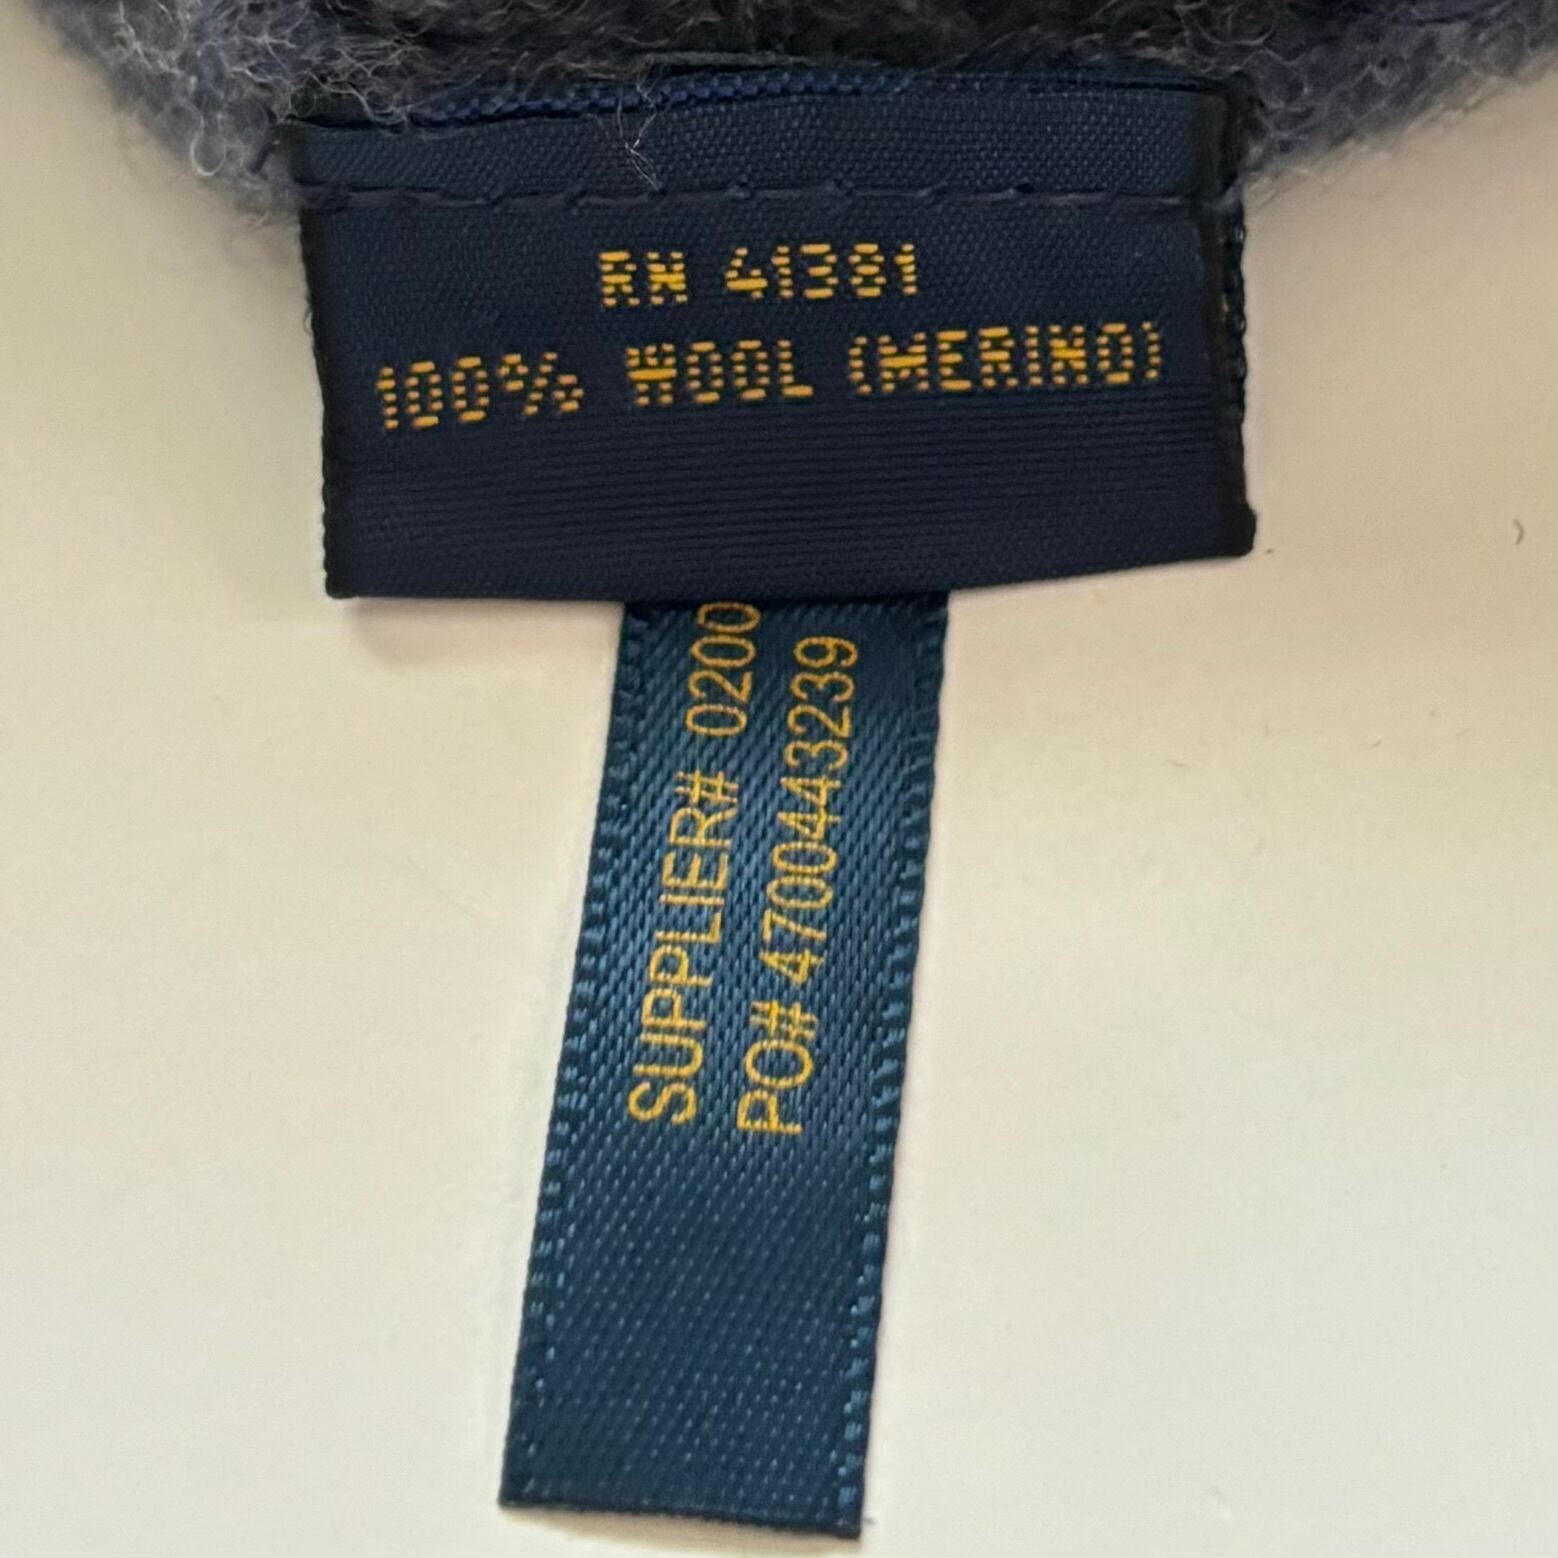 RN 41381
100% WOOL (MERINO)
SUPPLIER# 0200
PO# 4700443239